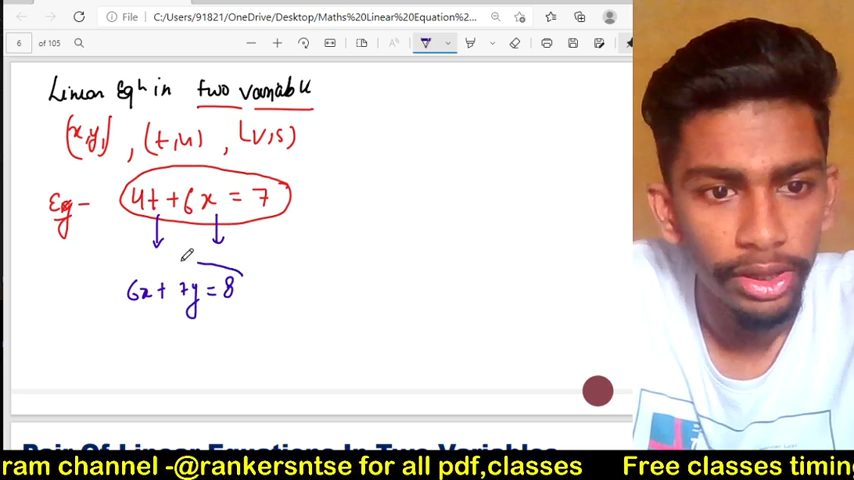 File
C:/Users/91821/OneDrive/Desktop/Maths%20Linear%20Equation%2...
6 of 105
Linear Eqn in two variable
(x,y), (t,u), (v,s)
Eg- 4t + 6x = 7
6x + 7y = 8
Pair Of Linear Equations In Two Variables
ram channel -@rankersntse for all pdf,classes Free classes timin